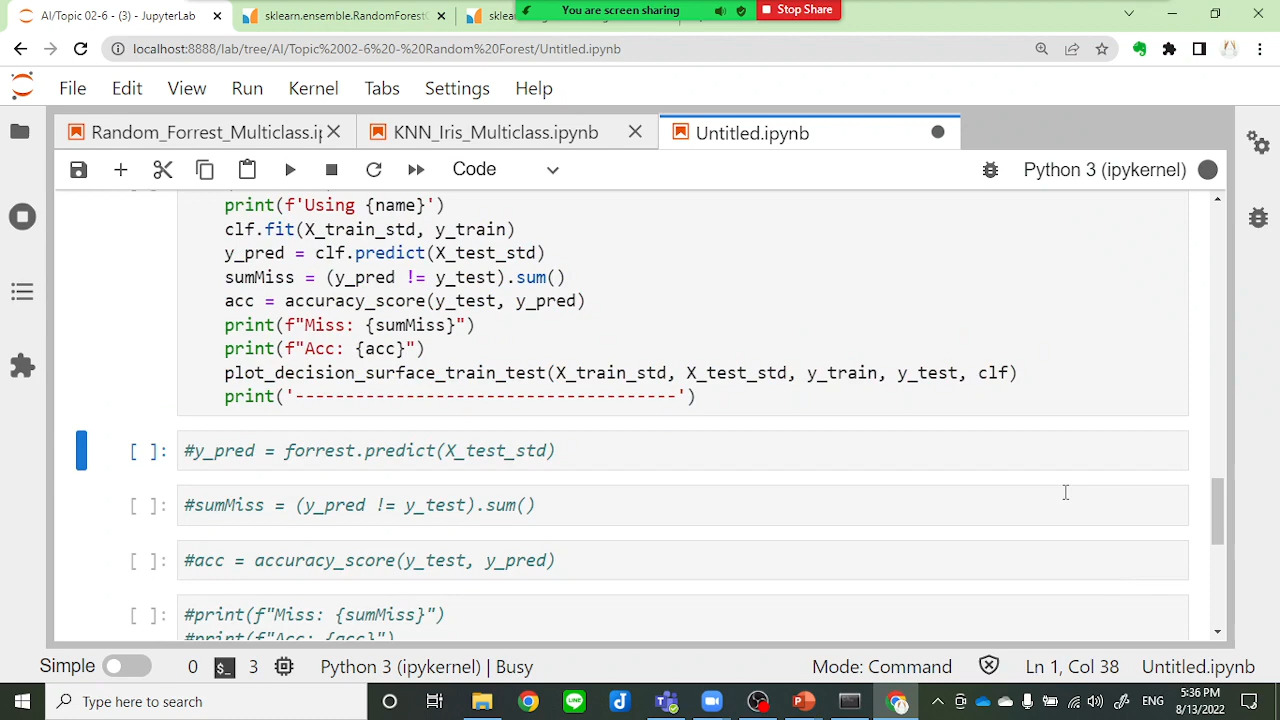 AI/Topic 02-6 (3) - JupyterLab
sklearn.ensemble.RandomForestC
skl
You are screen sharing
Stop Share
localhost:8888/lab/tree/AI/Topic%2002-6%20-%20Random%20Forest/Untitled.ipynb
File Edit View Run Kernel Tabs Settings Help
Random_Forrest_Multiclass.i
KNN_Iris_Multiclass.ipynb
Untitled.ipynb
Code
Python 3 (ipykernel)
print(f'Using {name}')
clf.fit(X_train_std, y_train)
y_pred = clf.predict(X_test_std)
sumMiss = (y_pred != y_test).sum()
acc = accuracy_score(y_test, y_pred)
print(f"Miss: {sumMiss}")
print(f"Acc: {acc}")
plot_decision_surface_train_test(X_train_std, X_test_std, y_train, y_test, clf)
print('--------------------------------------')
[ ]: #y_pred = forrest.predict(X_test_std)
[ ]: #sumMiss = (y_pred != y_test).sum()
[ ]: #acc = accuracy_score(y_test, y_pred)
[ ]: #print(f"Miss: {sumMiss}")
#print(f"Acc: {acc}")
Simple 0 $_ 3 Python 3 (ipykernel) | Busy Mode: Command Ln 1, Col 38 Untitled.ipynb
Type here to search
ENG
5:36 PM
8/13/2022